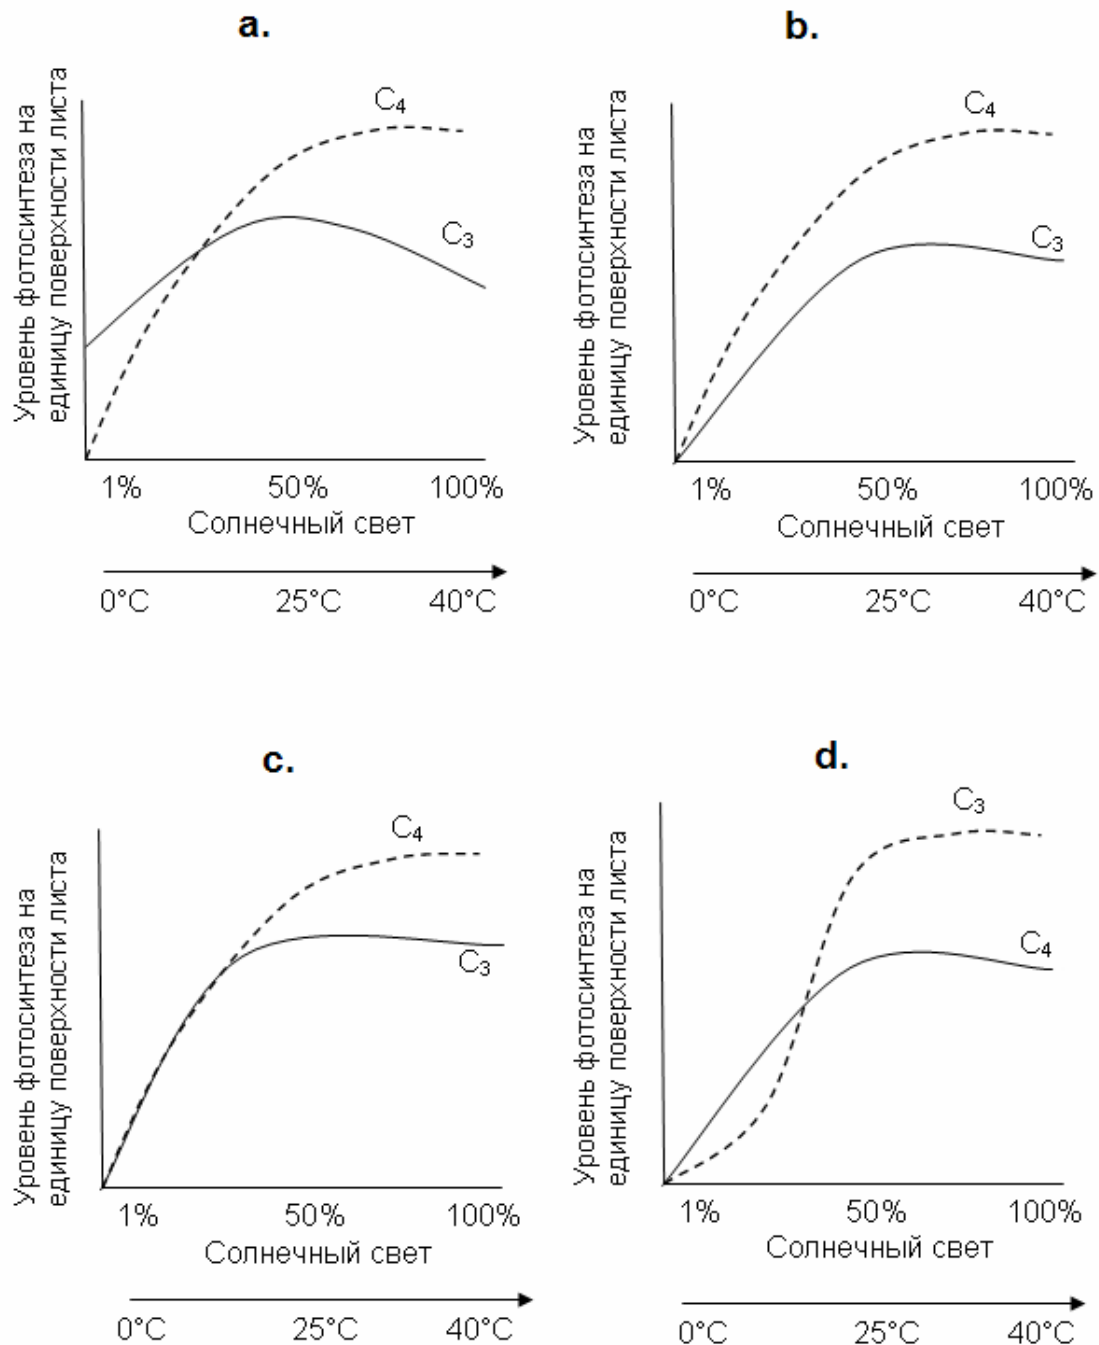 a.
Уровень фотосинтеза на
единицу поверхности листа
C₄
C₃
1% 50% 100%
Солнечный свет
0°C 25°C 40°C
b.
Уровень фотосинтеза на
единицу поверхности листа
C₄
C₃
1% 50% 100%
Солнечный свет
0°C 25°C 40°C
c.
Уровень фотосинтеза на
единицу поверхности листа
C₄
C₃
1% 50% 100%
Солнечный свет
0°C 25°C 40°C
d.
Уровень фотосинтеза на
единицу поверхности листа
C₃
C₄
1% 50% 100%
Солнечный свет
0°C 25°C 40°C